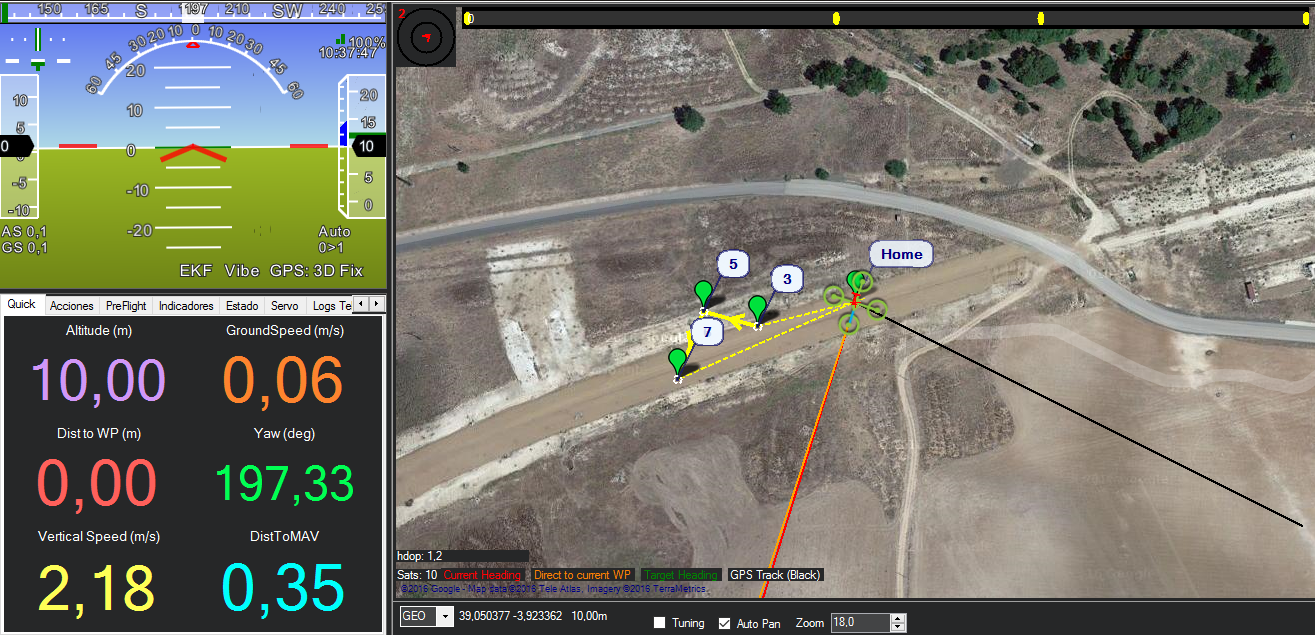 150 165 S 197 210 SW 240 25
100%
10:37:47
60 45 30 20 10 0 10 20 30 45 60
20
10
0
-10
-20
10
5
0
-5
-10
20
15
10
5
0
AS 0,1
GS 0,1
Auto
0>1
EKF Vibe GPS: 3D Fix
Quick Acciones PreFlight Indicadores Estado Servo Logs Te
Altitude (m) GroundSpeed (m/s)
10,00 0,06
Dist to WP (m) Yaw (deg)
0,00 197,33
Vertical Speed (m/s) DistToMAV
2,18 0,35
2
0
Home
5
3
7
hdop: 1,2
Sats: 10 Current Heading Direct to current WP Target Heading GPS Track (Black)
©2016 Google - Map data ©2016 Tele Atlas, Imagery ©2016 TerraMetrics
GEO 39,050377 -3,923362 10,00m
Tuning Auto Pan Zoom 18,0